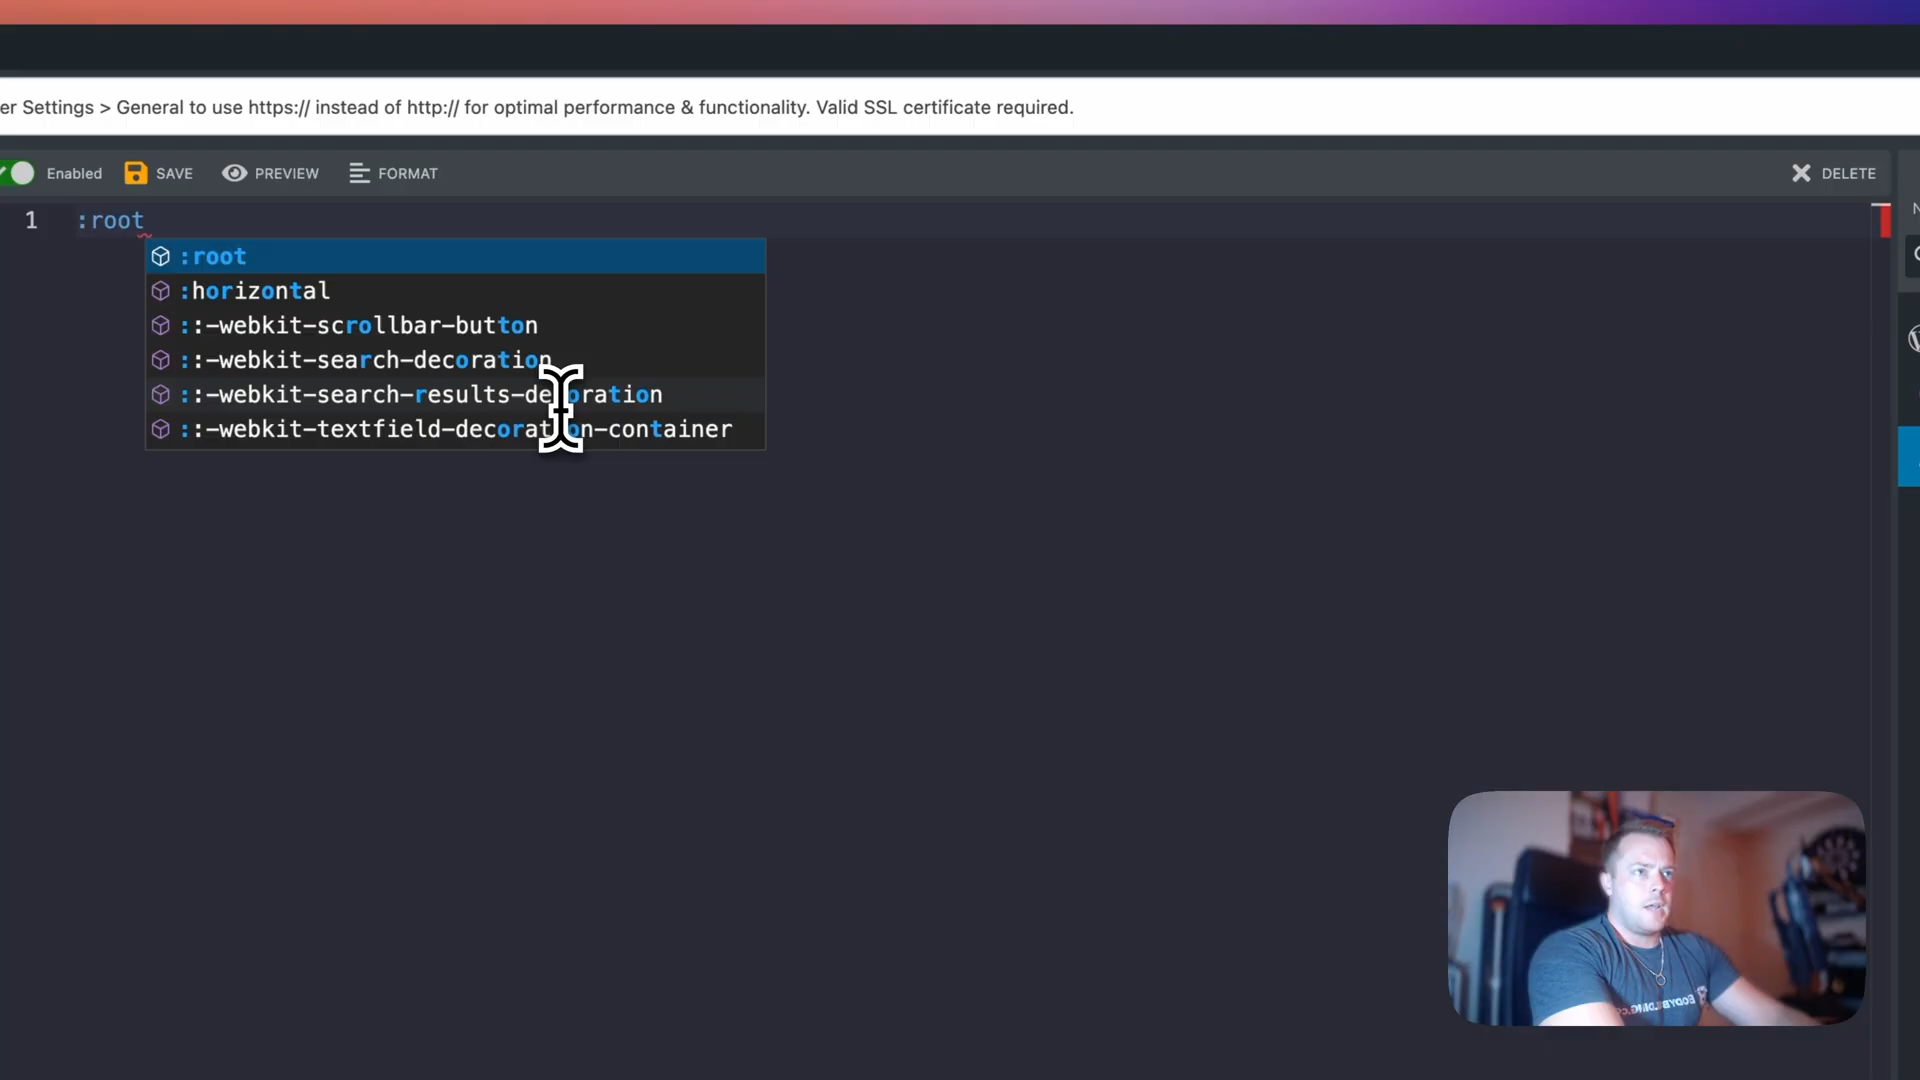 er Settings > General to use https:// instead of http:// for optimal performance & functionality. Valid SSL certificate required.
Enabled SAVE PREVIEW FORMAT DELETE
1 :root
:root
:horizontal
::-webkit-scrollbar-button
::-webkit-search-decoration
::-webkit-search-results-decoration
::-webkit-textfield-decoration-container